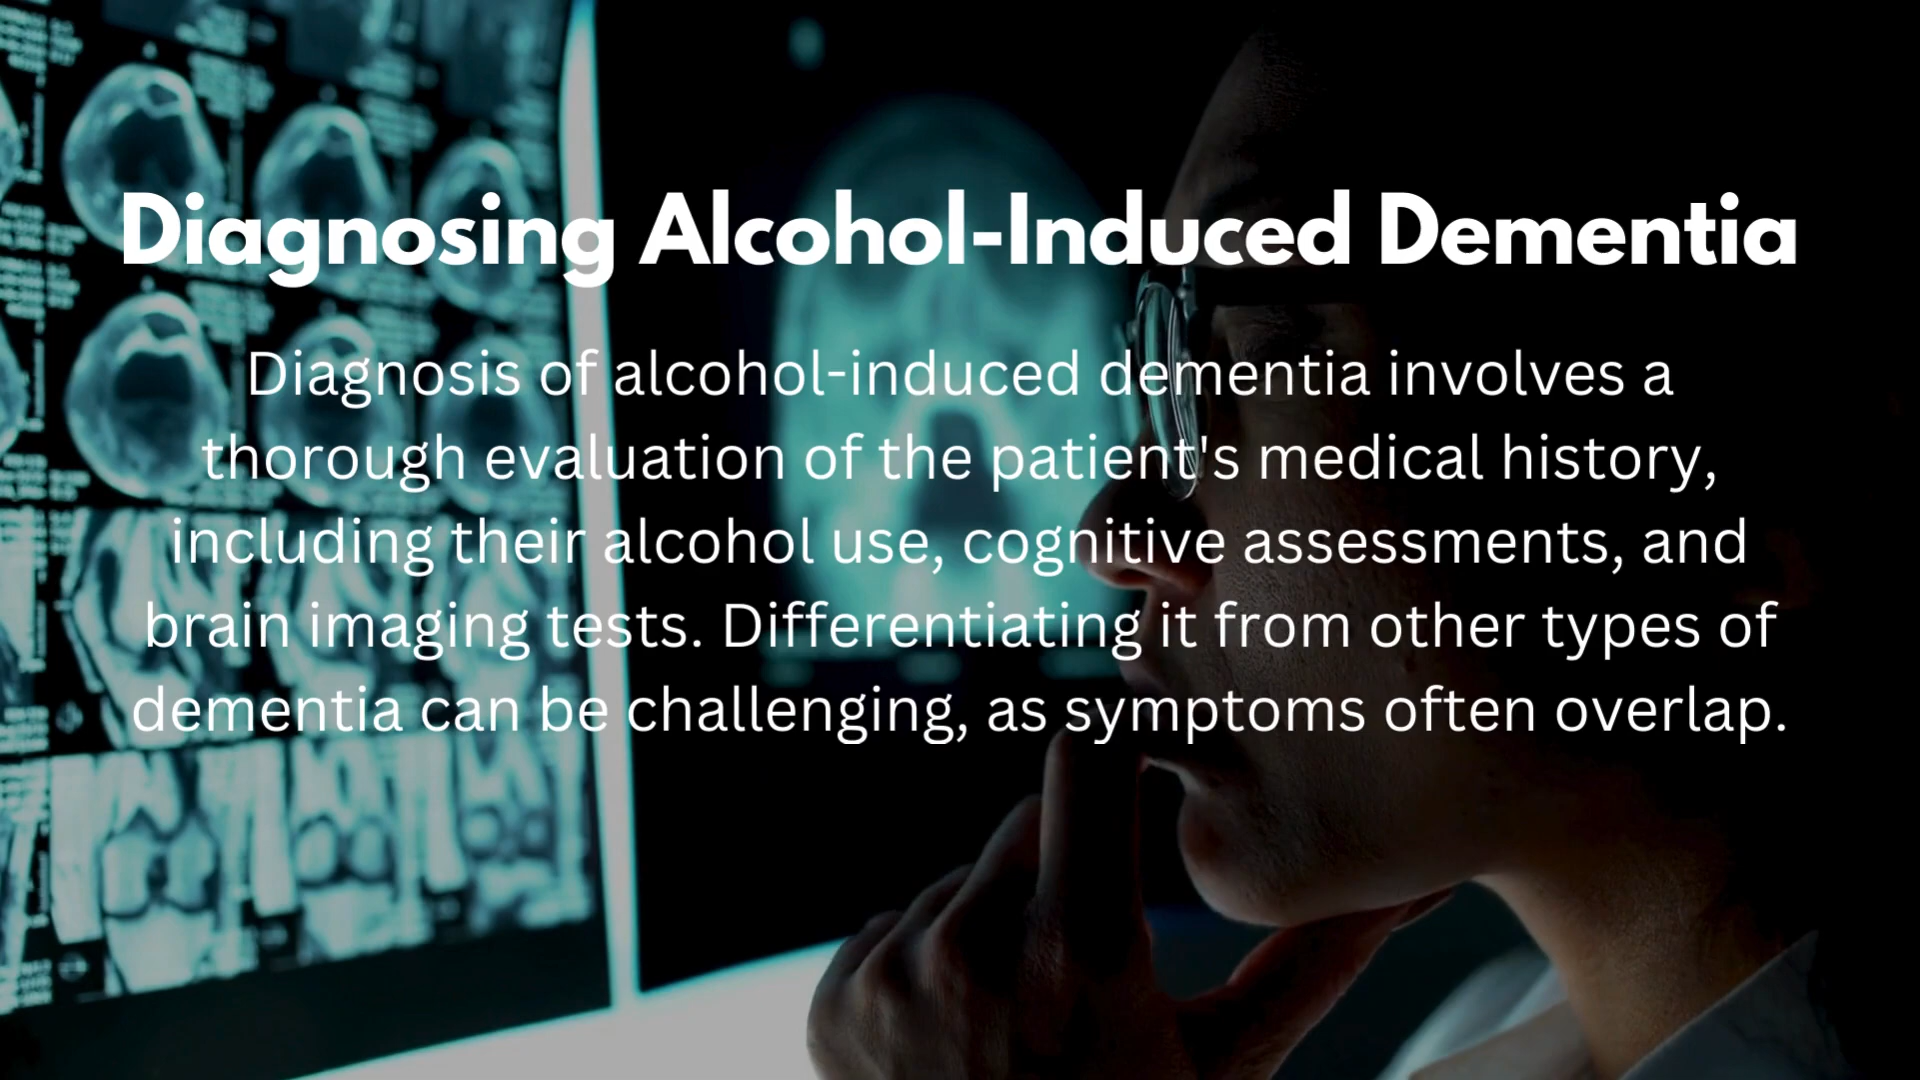 Diagnosing Alcohol-Induced Dementia
Diagnosis of alcohol-induced dementia involves a
thorough evaluation of the patient's medical history,
including their alcohol use, cognitive assessments, and
brain imaging tests. Differentiating it from other types of
dementia can be challenging, as symptoms often overlap.